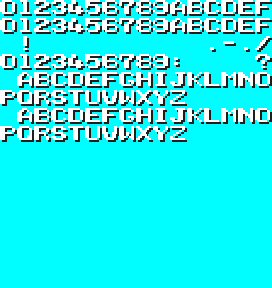 0123456789ABCDEF
0123456789ABCDEF
! .-./
0123456789: ?
ABCDEFGHIJKLMNO
PQRSTUVWXYZ
ABCDEFGHIJKLMNO
PQRSTUVWXYZ